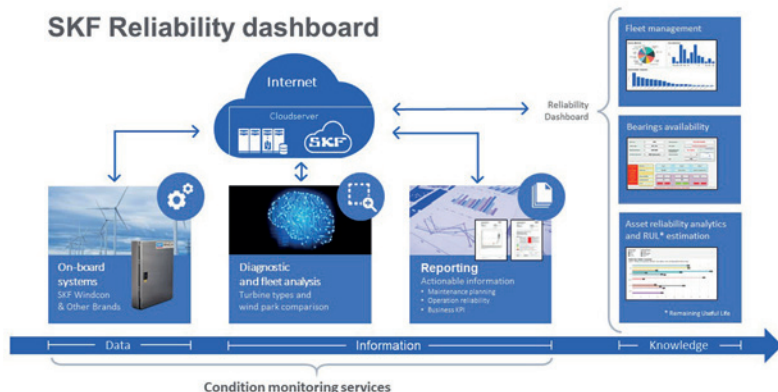 SKF Reliability dashboard
Internet
Cloudserver
SKF
On-board
systems
SKF Windcon
& Other Brands
Diagnostic
and fleet analysis
Turbine types and
wind park comparison
Reporting
Actionable information
• Maintenance planning
• Operation reliability
• Business KPI
Reliability
Dashboard
Fleet management
Bearings availability
Asset reliability analytics
and RUL* estimation
* Remaining Useful Life
Data
Information
Knowledge
Condition monitoring services